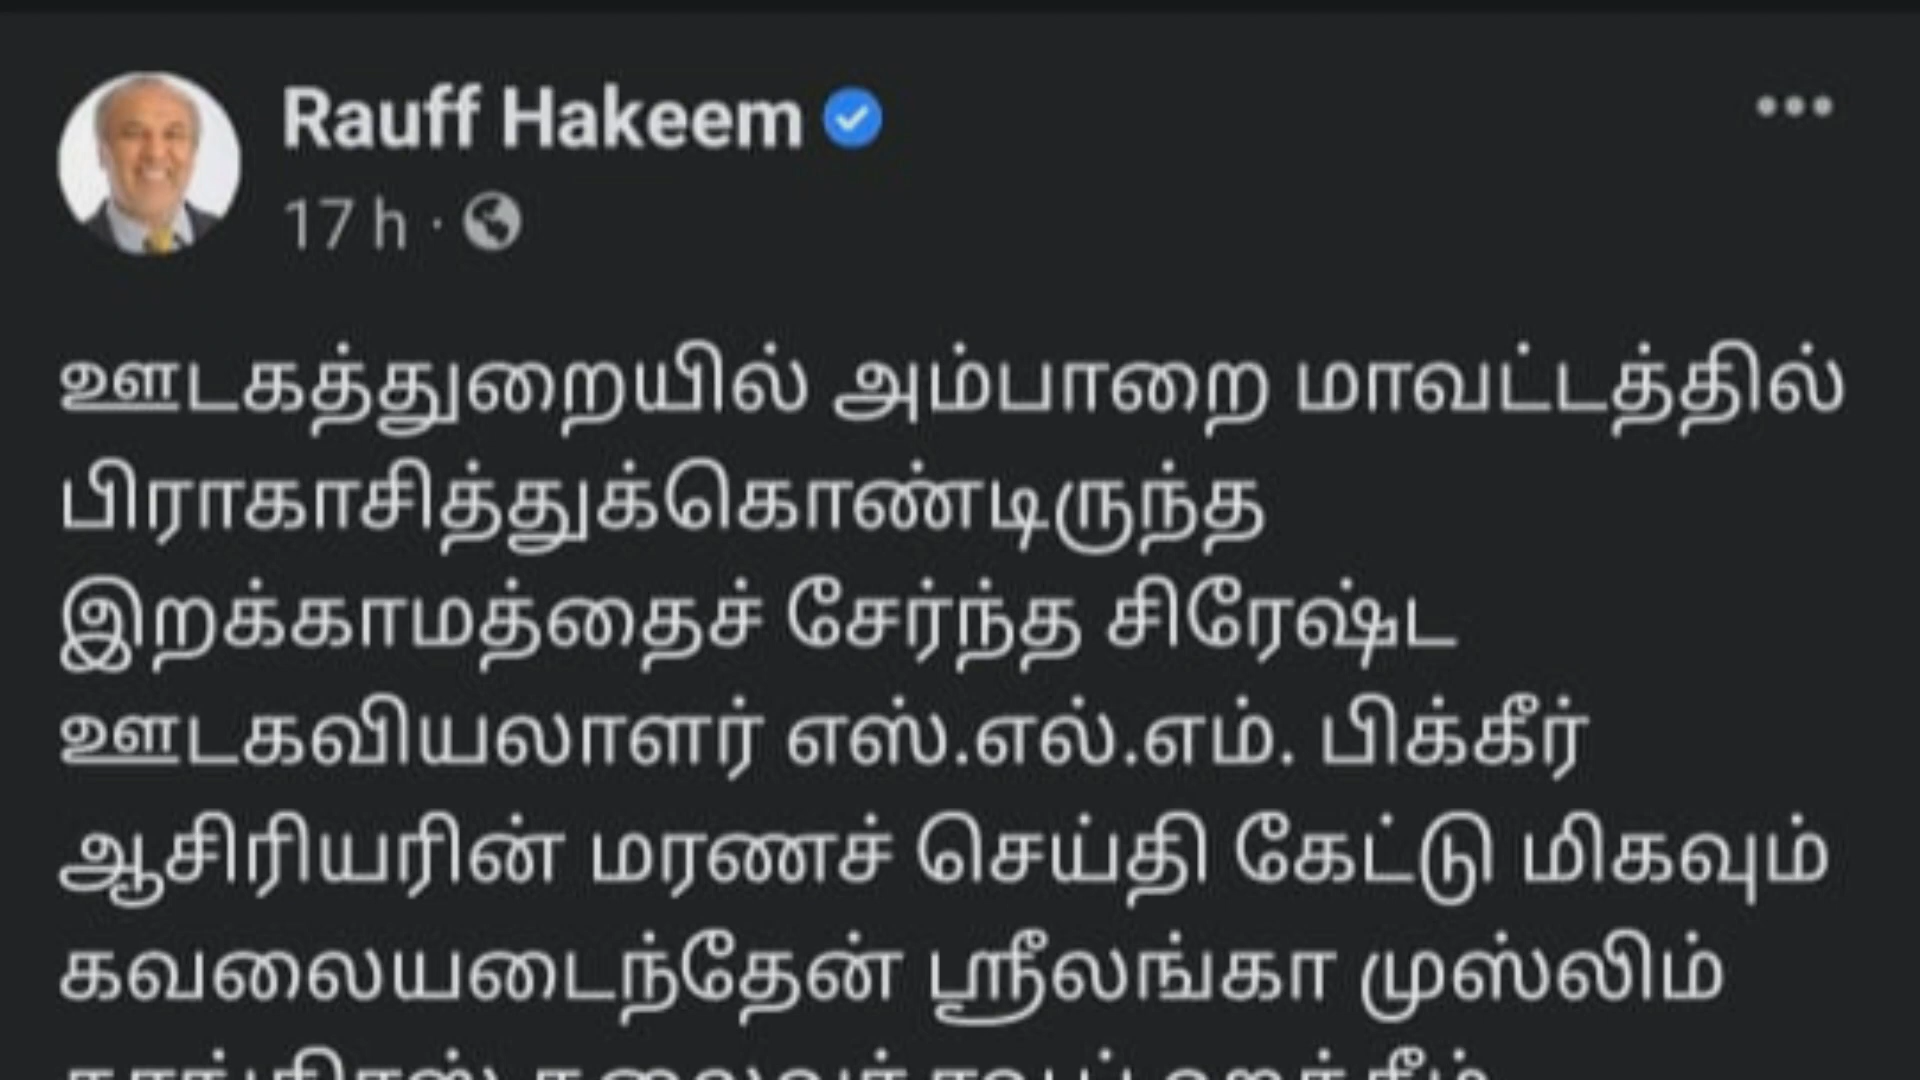 Rauff Hakeem
17 h ·
ஊடகத்துறையில் அம்பாறை மாவட்டத்தில்
பிராகாசித்துக்கொண்டிருந்த
இறக்காமத்தைச் சேர்ந்த சிரேஷ்ட
ஊடகவியலாளர் எஸ்.எல்.எம். பிக்கீர்
ஆசிரியரின் மரணச் செய்தி கேட்டு மிகவும்
கவலையடைந்தேன் ஸ்ரீலங்கா முஸ்லிம்